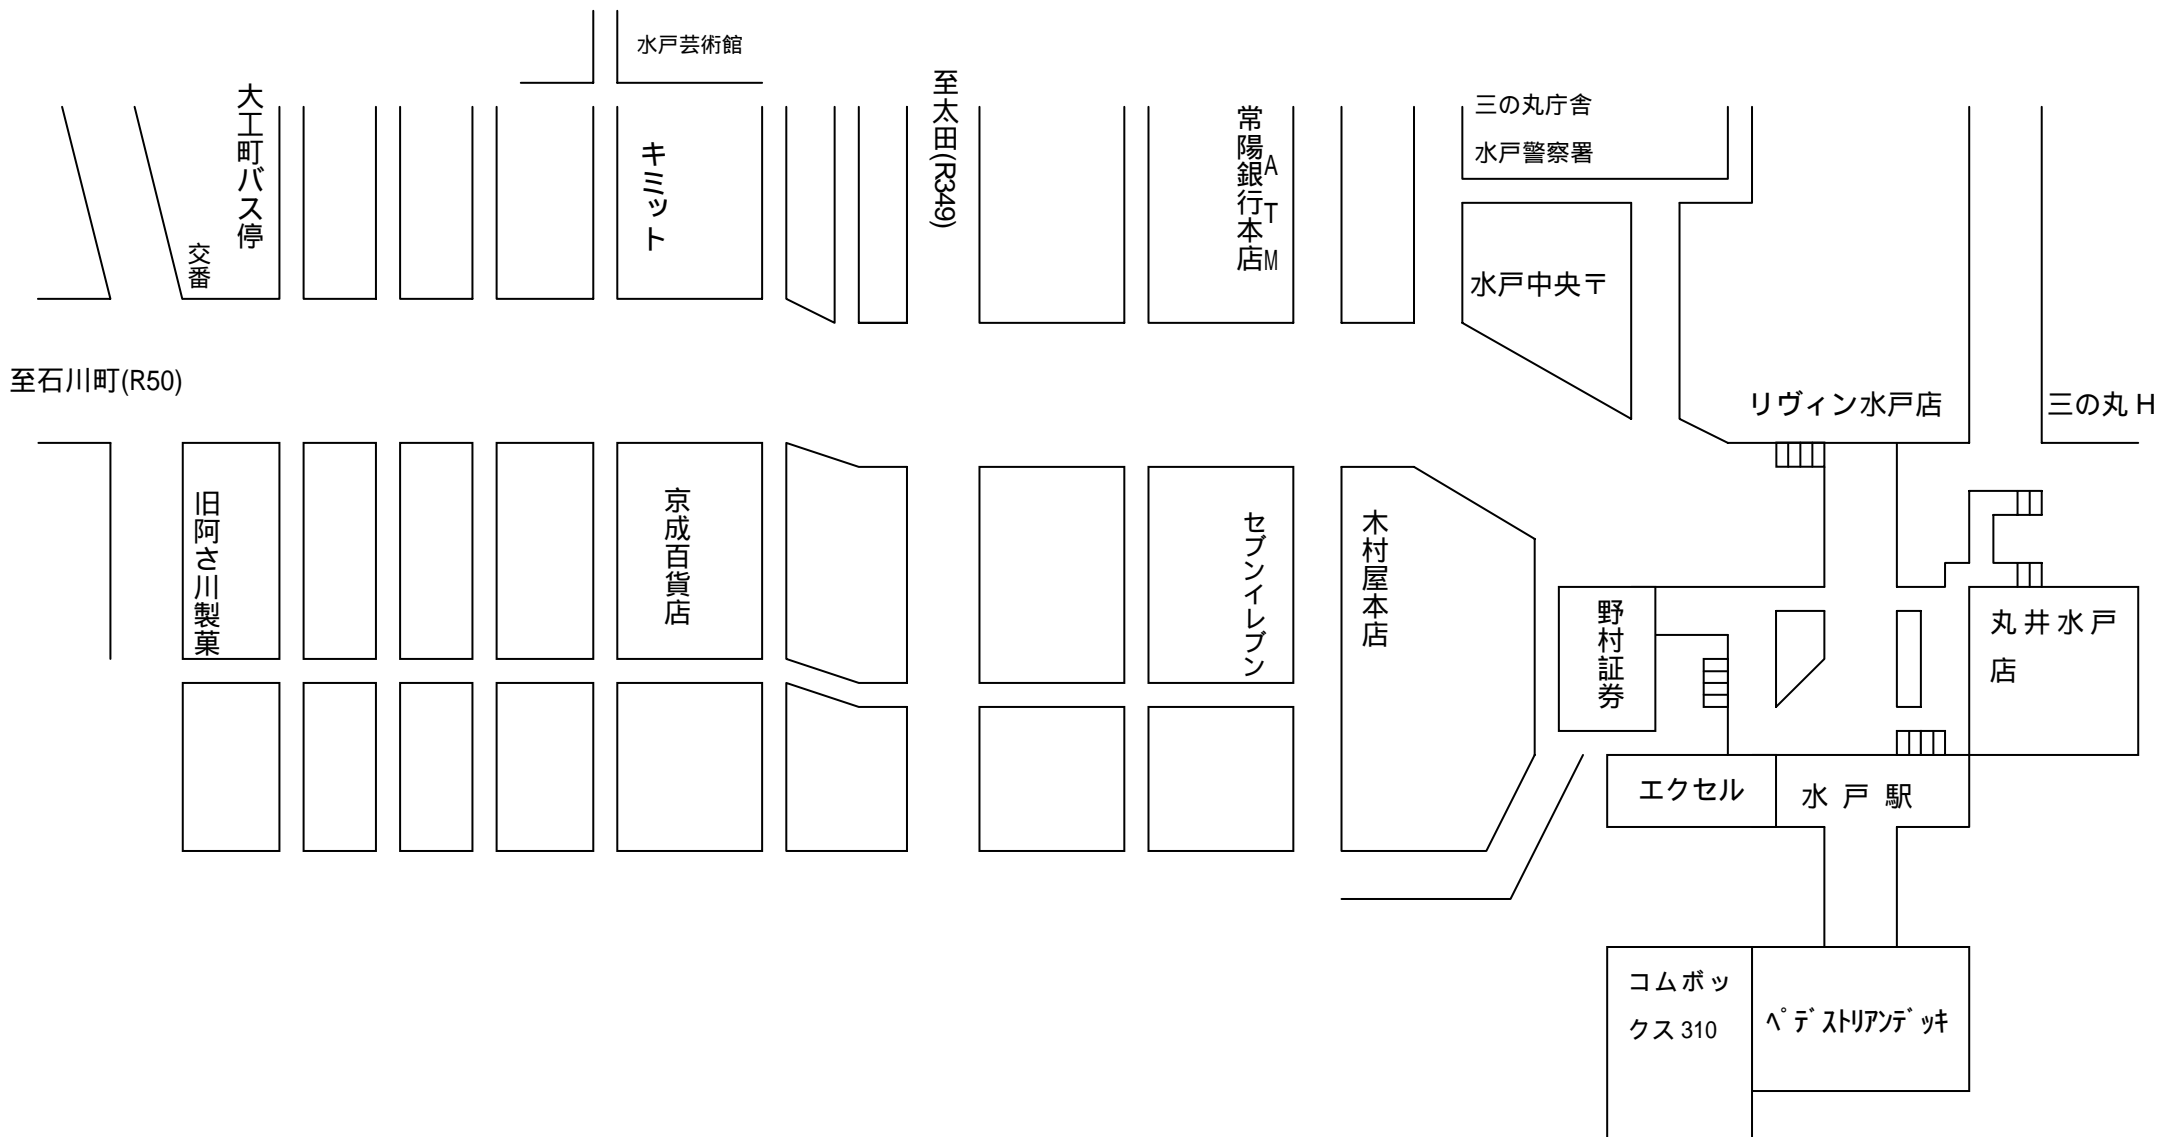 水戸芸術館
大工町バス停
交番
キミット
至太田(R349)
常陽銀行本店
ATM
三の丸庁舎
水戸警察署
水戸中央〒
至石川町(R50)
リヴィン水戸店
三の丸H
旧阿さ川製菓
京成百貨店
セブンイレブン
木村屋本店
野村証券
丸井水戸
店
エクセル
水戸駅
コムボッ
クス310
ﾍﾟﾃﾞｽﾄﾘｱﾝﾃﾞｯｷ